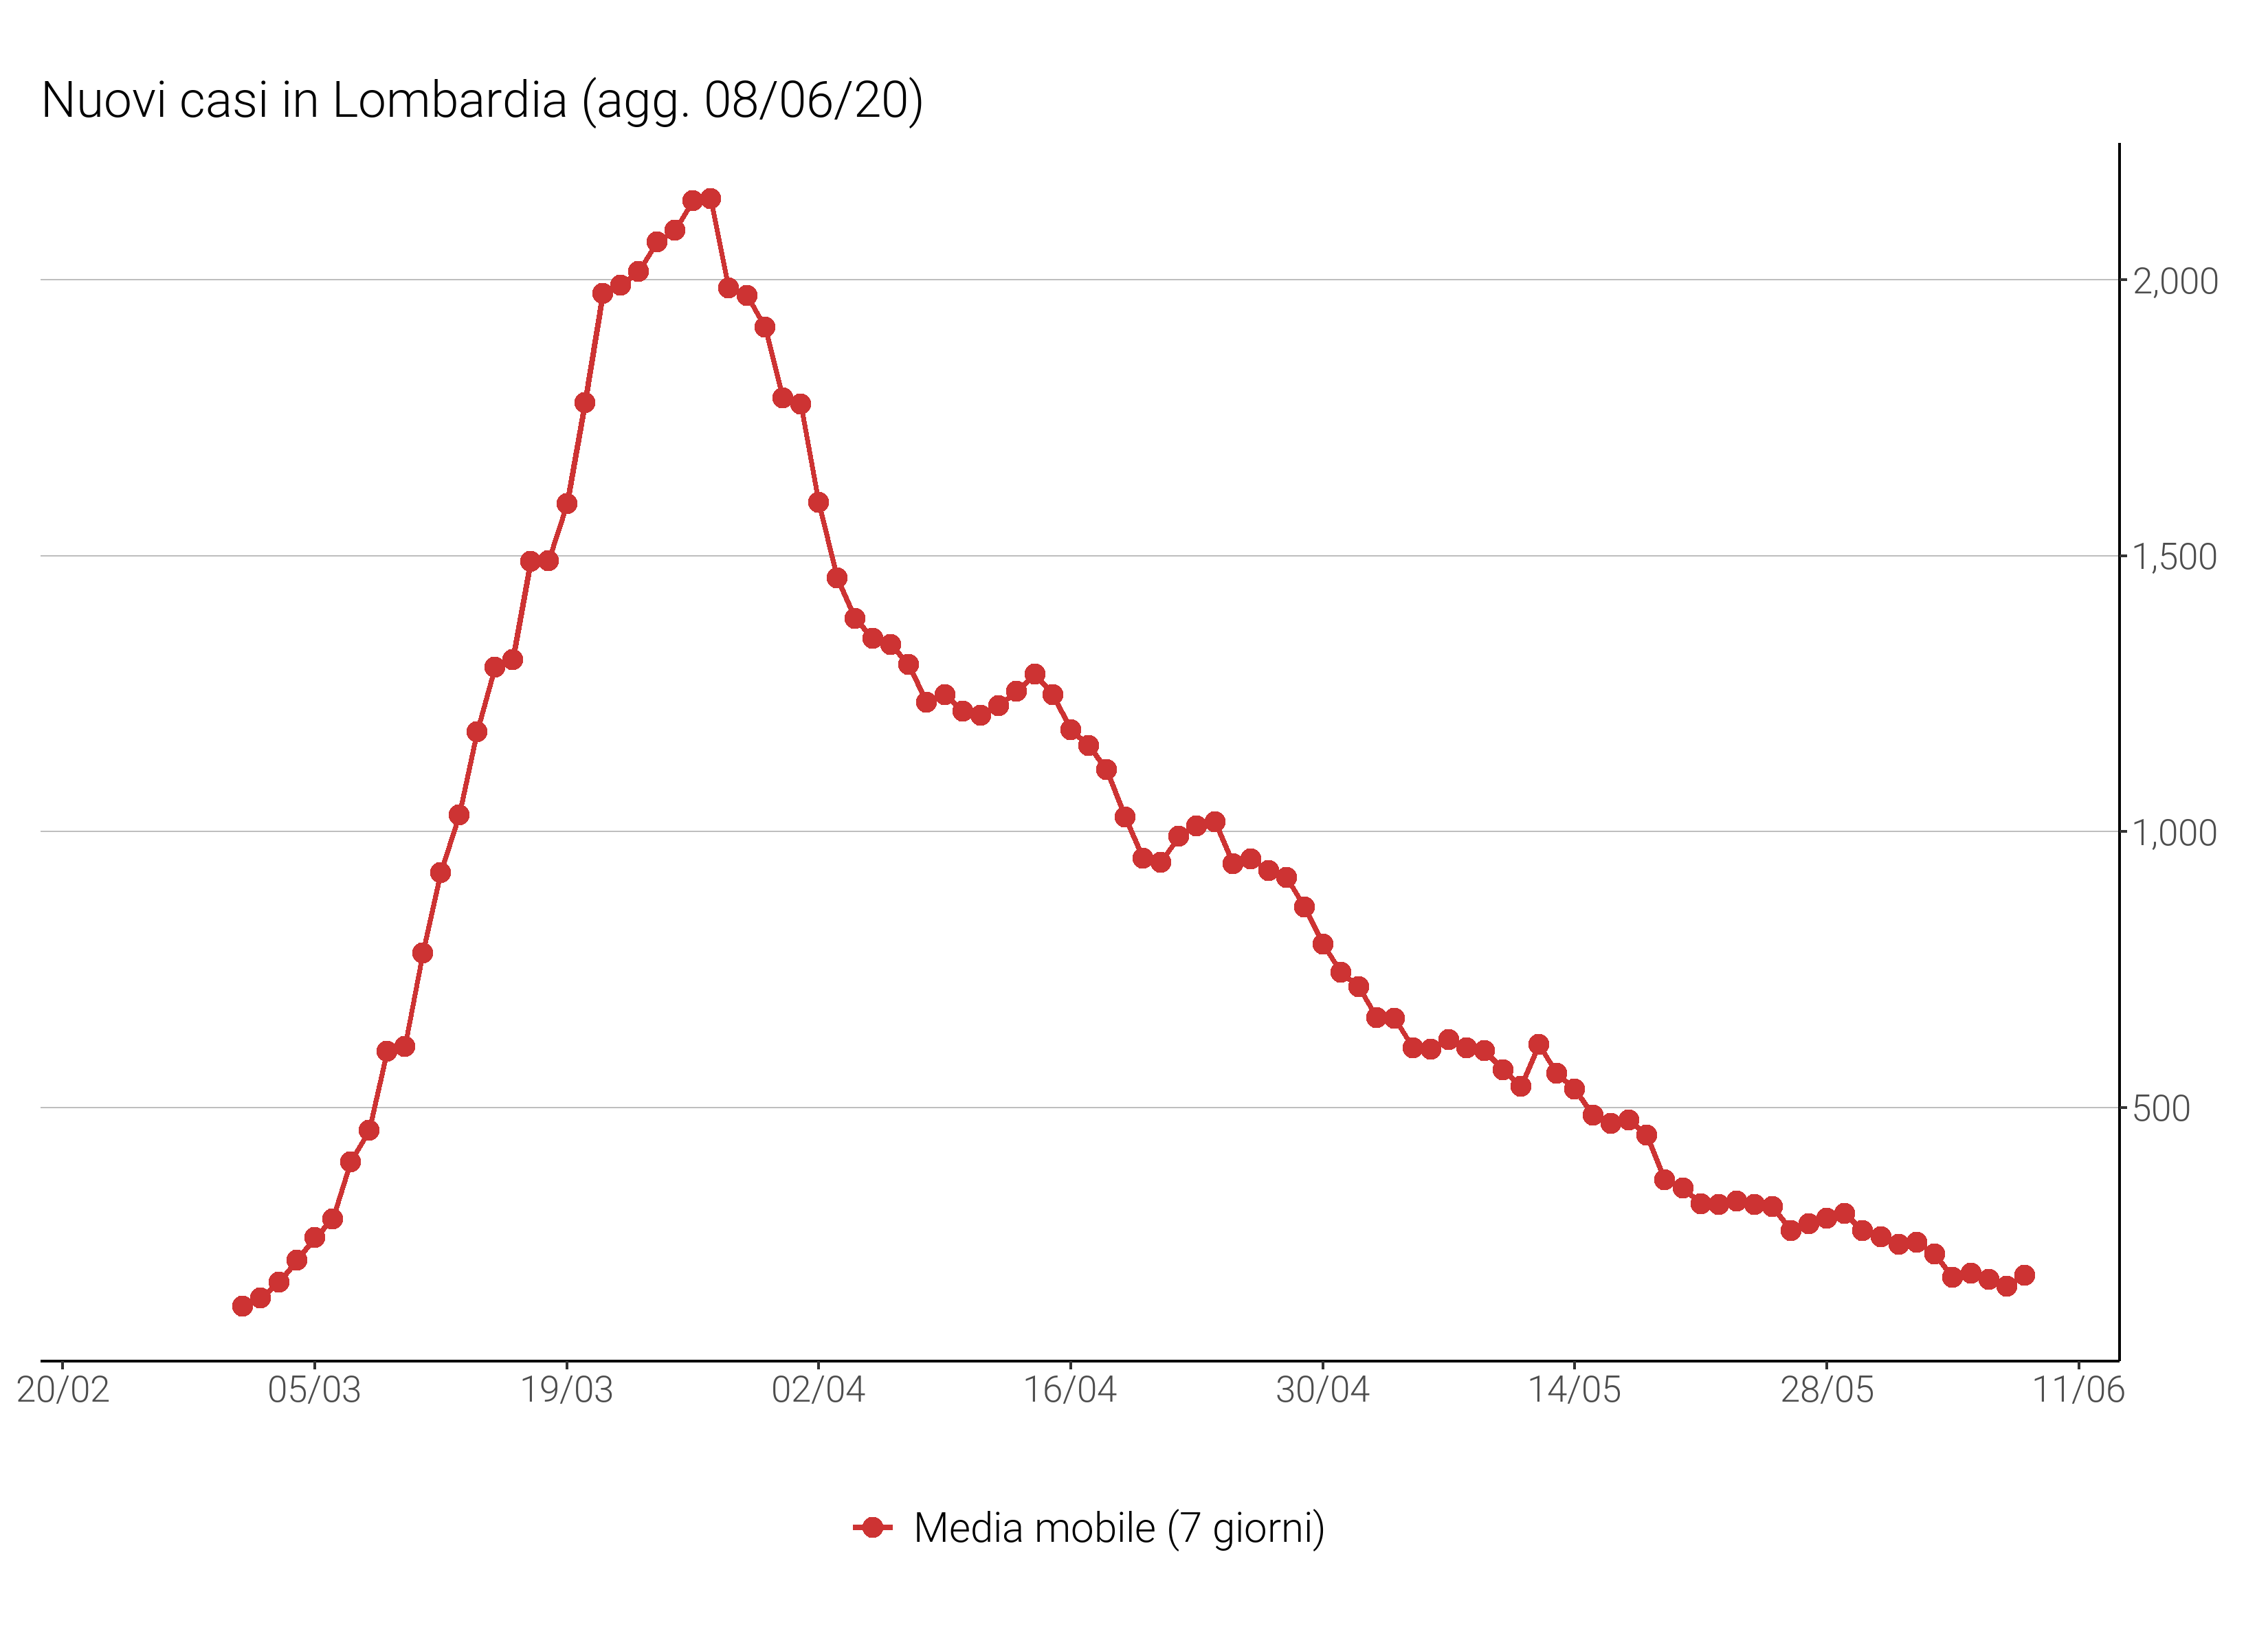 Nuovi casi in Lombardia (agg. 08/06/20)
2,000
1,500
1,000
500
20/02 05/03 19/03 02/04 16/04 30/04 14/05 28/05 11/06
Media mobile (7 giorni)